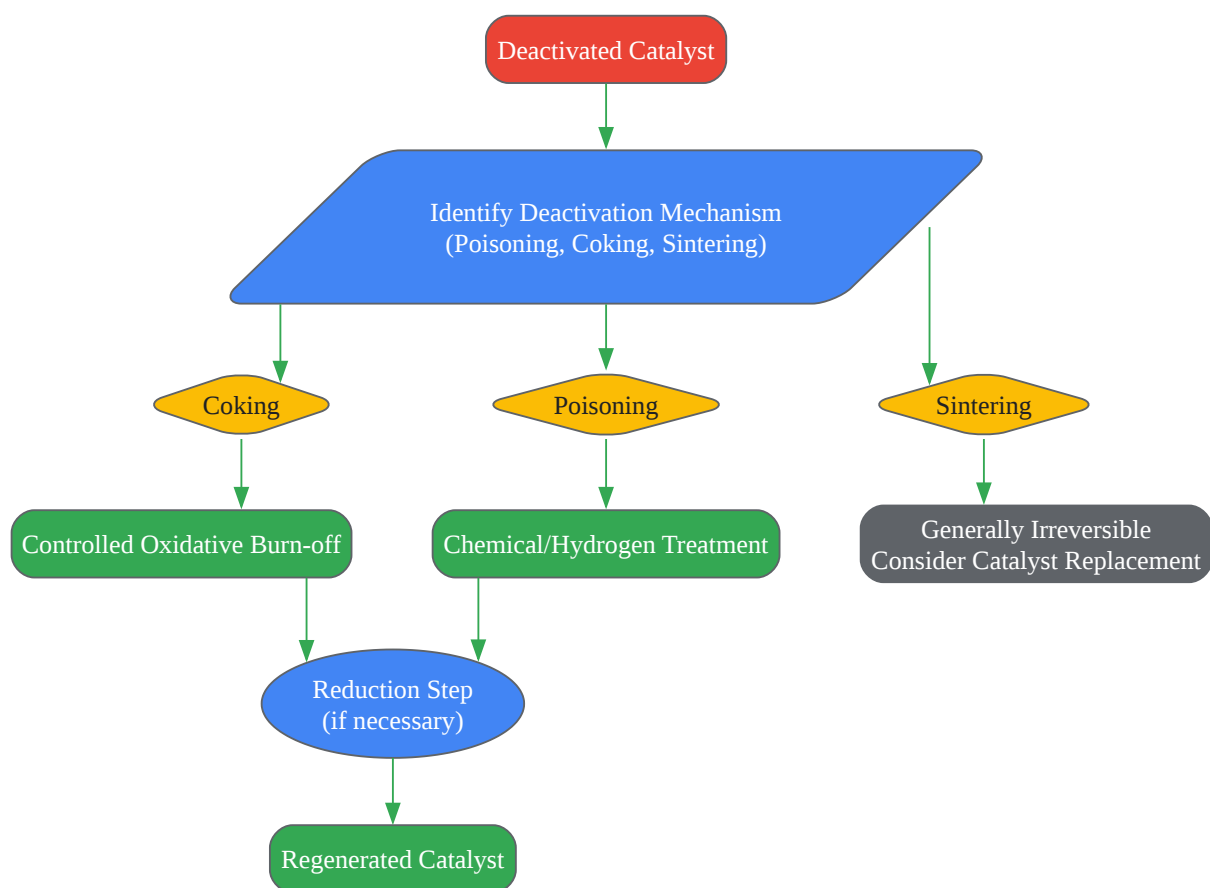 Deactivated Catalyst
Identify Deactivation Mechanism
(Poisoning, Coking, Sintering)
Coking
Poisoning
Sintering
Controlled Oxidative Burn-off
Chemical/Hydrogen Treatment
Generally Irreversible
Consider Catalyst Replacement
Reduction Step
(if necessary)
Regenerated Catalyst